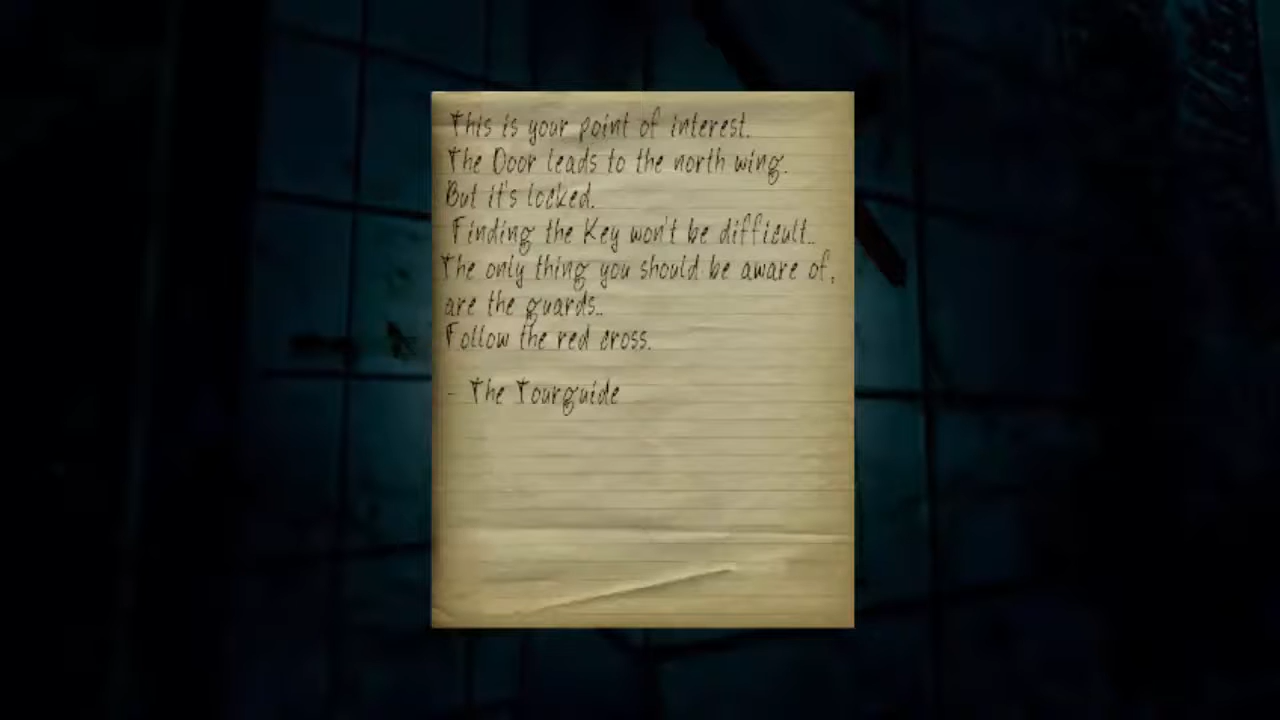 This is your point of interest.
The Door leads to the north wing.
But it's locked.
Finding the Key won't be difficult..
The only thing you should be aware of,
are the guards..
Follow the red cross.
- The Tourguide